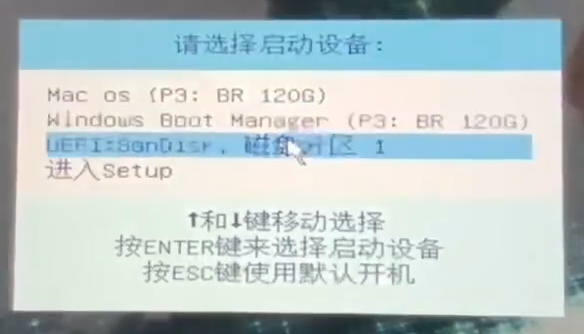 请选择启动设备:
Mac os (P3: BR 120G)
Windows Boot Manager (P3: BR 120G)
UEFI:SanDisk, 磁盘分区 1
进入Setup
↑和↓键移动选择
按ENTER键来选择启动设备
按ESC键使用默认开机